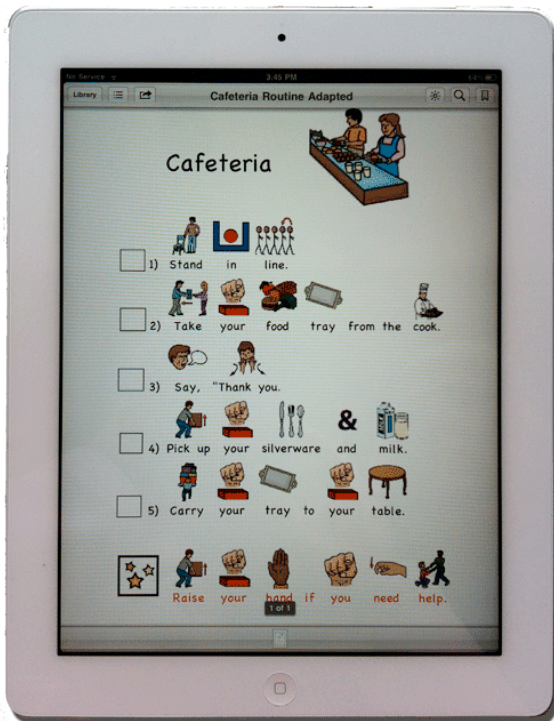 No Service 3:45 PM 64%
Library Cafeteria Routine Adapted
Cafeteria
1) Stand in line.
2) Take your food tray from the cook.
3) Say, "Thank you.
&
4) Pick up your silverware and milk.
5) Carry your tray to your table.
Raise your hand if you need help.
1 of 1